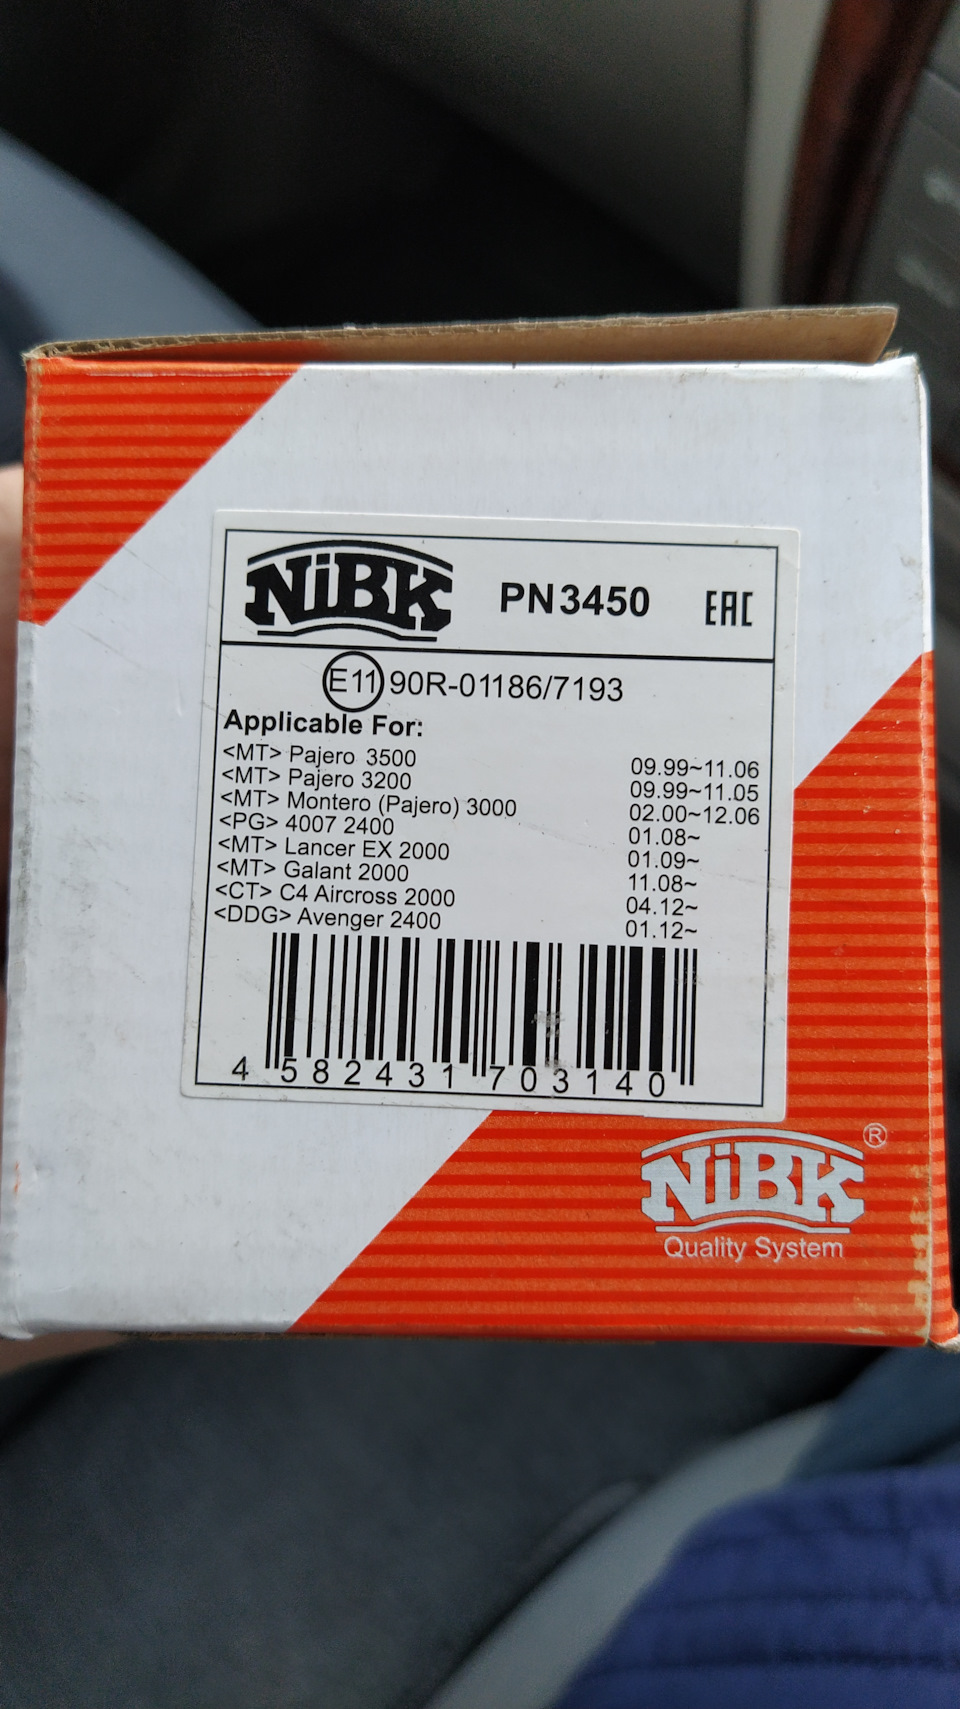 NiBK PN3450 EAC
E11 90R-01186/7193
Applicable For:
<MT> Pajero 3500 09.99~11.06
<MT> Pajero 3200 09.99~11.05
<MT> Montero (Pajero) 3000 02.00~12.06
<PG> 4007 2400 01.08~
<MT> Lancer EX 2000 01.09~
<MT> Galant 2000 11.08~
<CT> C4 Aircross 2000 04.12~
<DDG> Avenger 2400 01.12~
4 582431 703140
NiBK ®
Quality System